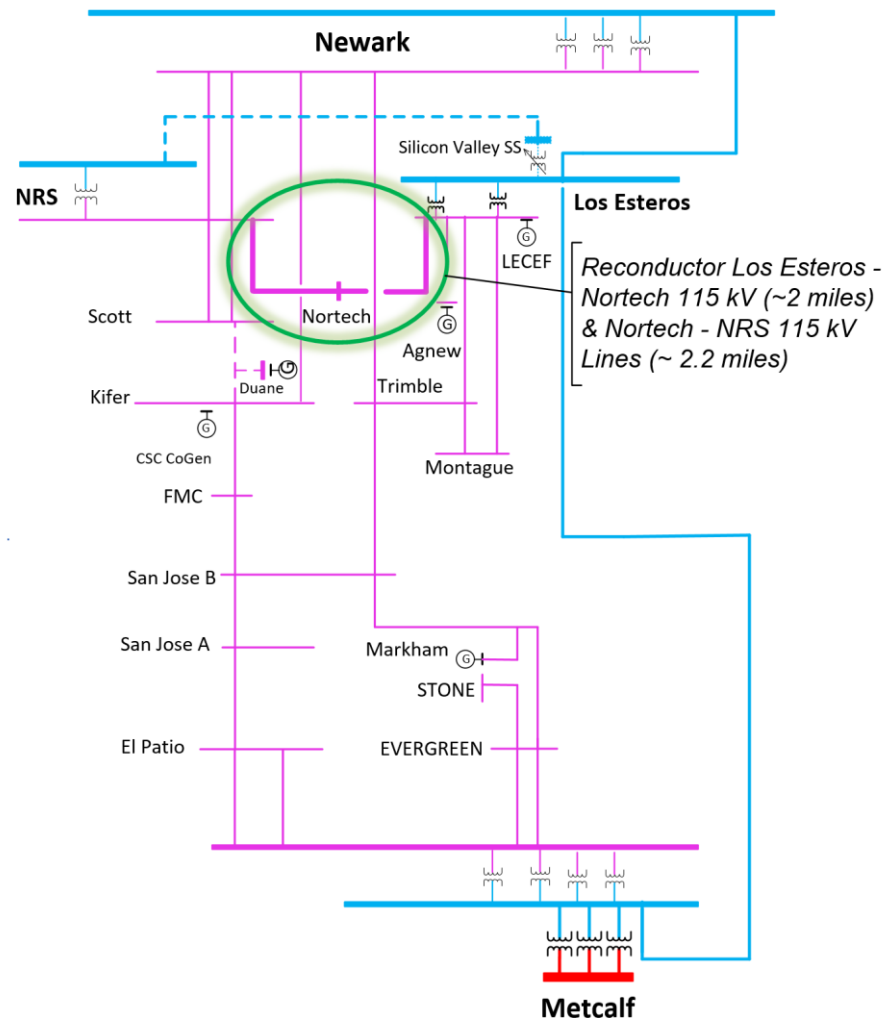 Newark
Silicon Valley SS
NRS
Los Esteros
G
LECEF
Reconductor Los Esteros -
Nortech 115 kV (~2 miles)
& Nortech - NRS 115 kV
Lines (~ 2.2 miles)
Scott
Nortech
G
Agnew
G
Duane
Trimble
Kifer
G
CSC CoGen
Montague
FMC
San Jose B
San Jose A
Markham
G
STONE
El Patio
EVERGREEN
Metcalf